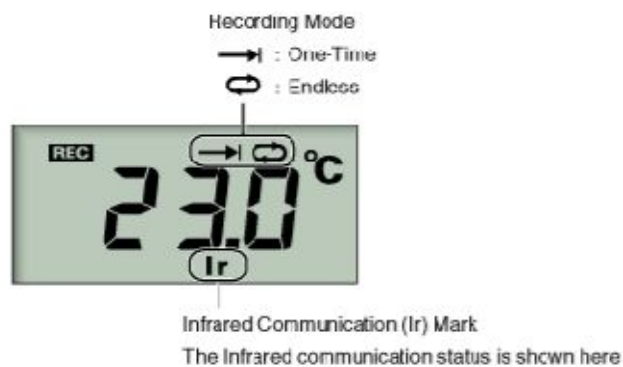 Recording Mode
: One-Time
: Endless
REC
23.0 °C
Ir
Infrared Communication (Ir) Mark
The Infrared communication status is shown here